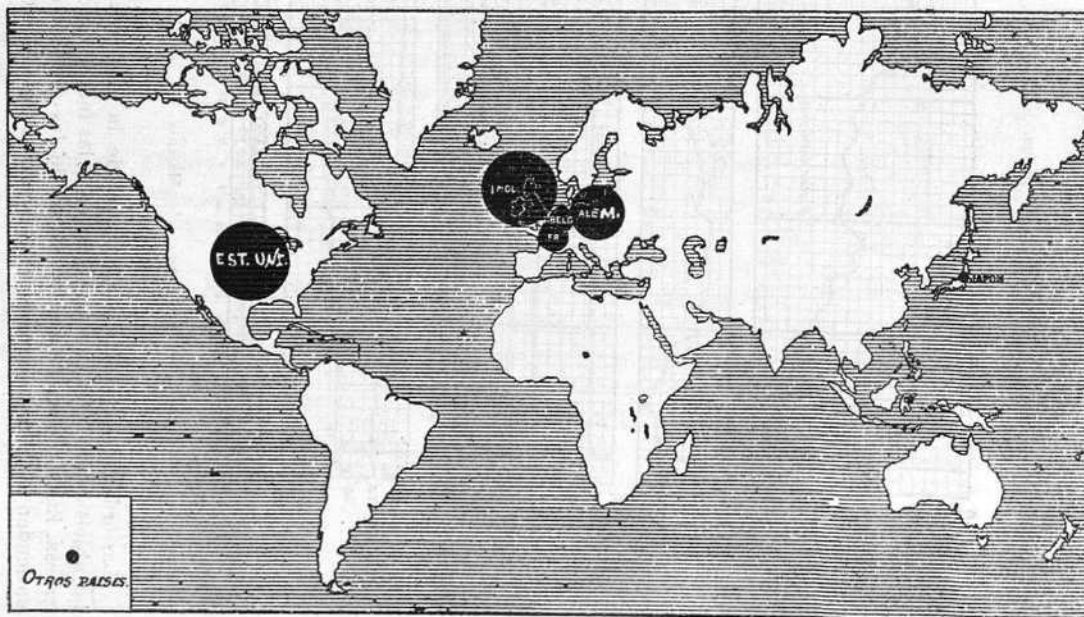 INGL.
BELG
ALEM.
FR.
EST. UNI.
JAPON
OTROS PAISES.